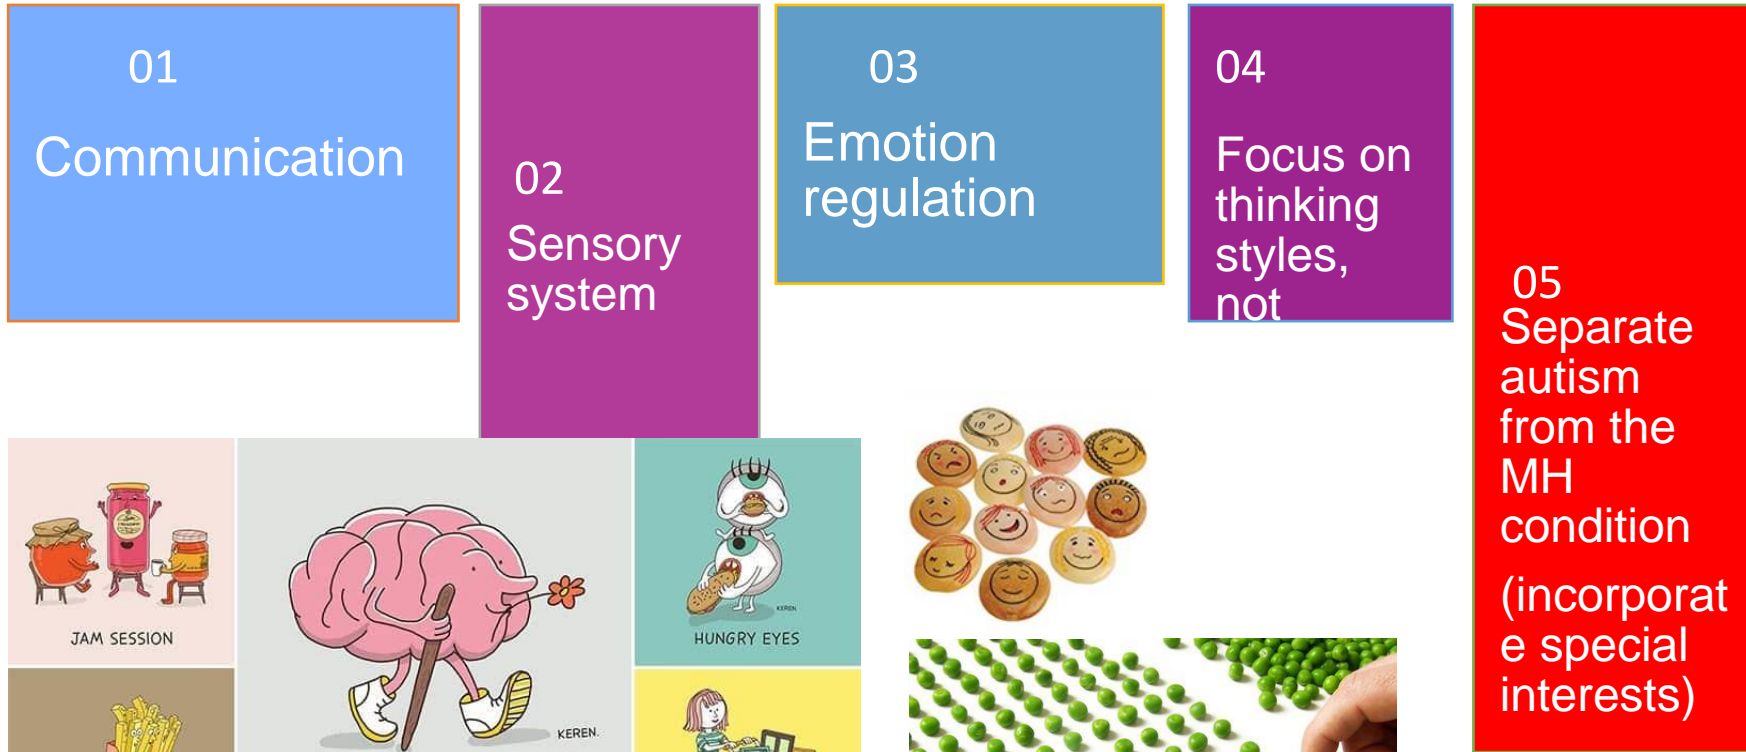 01
Communication
02
Sensory
system
03
Emotion
regulation
04
Focus on
thinking
styles,
not
05
Separate
autism
from the
MH
condition
(incorporat
e special
interests)
JAM SESSION
KEREN.
KEREN
HUNGRY EYES